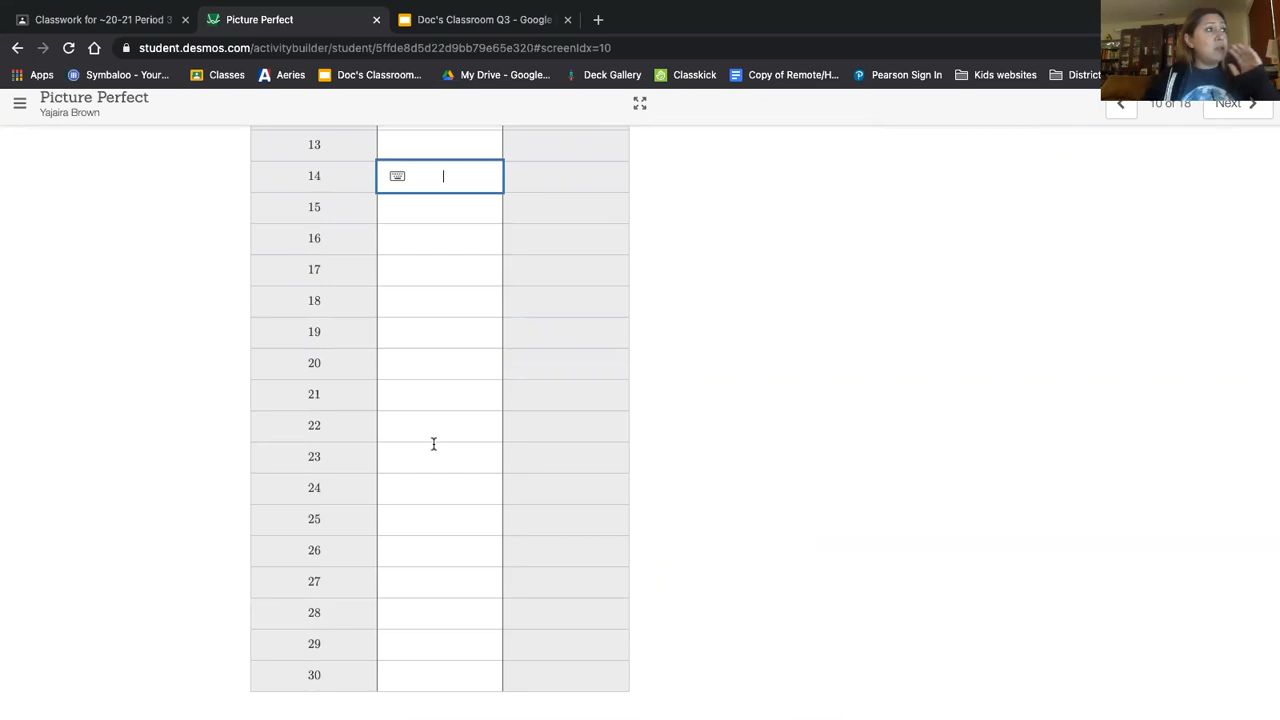 Classwork for ~20-21 Period 3
Picture Perfect
Doc's Classroom Q3 - Google
student.desmos.com/activitybuilder/student/5ffde8d5d22d9bb79e65e320#screenIdx=10
Apps
Symbaloo - Your...
Classes
Aeries
Doc's Classroom...
My Drive - Google...
Deck Gallery
Classkick
Copy of Remote/H...
Pearson Sign In
Kids websites
District
Picture Perfect
Yajaira Brown
10 of 18
Next
13
14
15
16
17
18
19
20
21
22
23
24
25
26
27
28
29
30